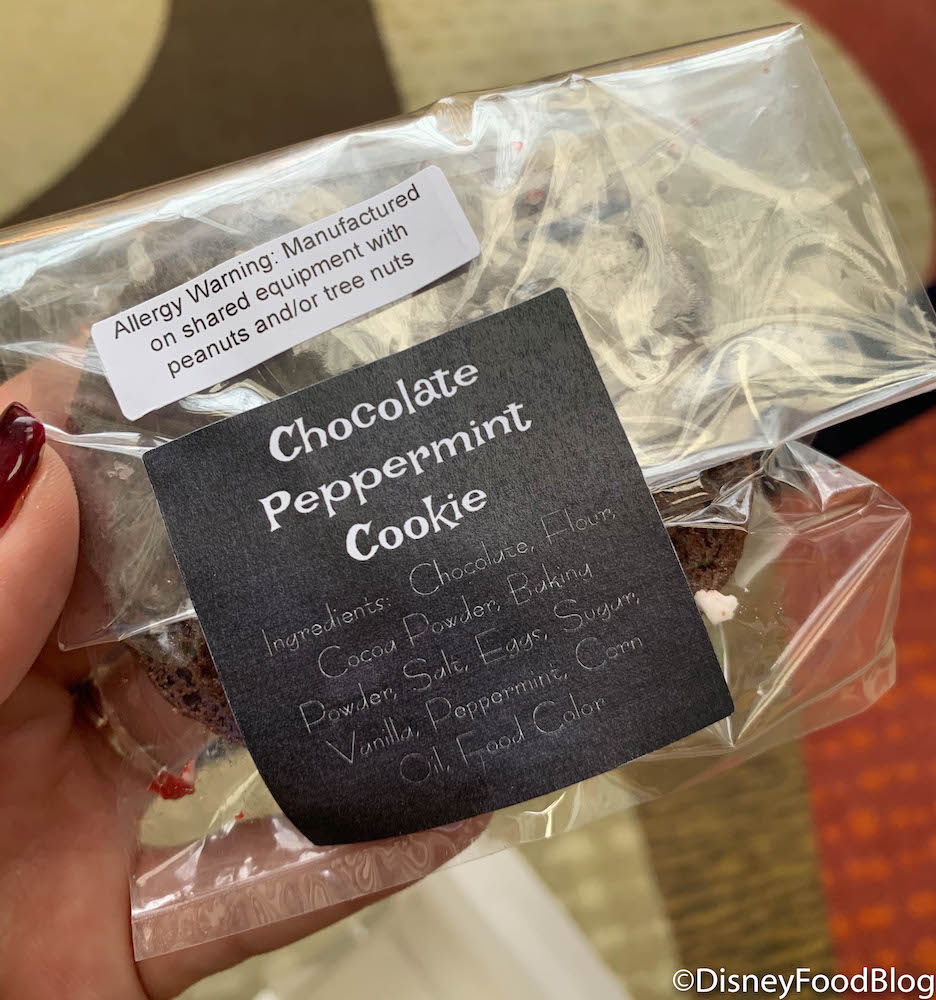 Allergy Warning: Manufactured
on shared equipment with
peanuts and/or tree nuts
Chocolate
Peppermint
Cookie
Ingredients: Chocolate, Flour,
Cocoa Powder, Baking
Powder, Salt, Eggs, Sugar,
Vanilla, Peppermint, Corn
Oil, Food Color
©DisneyFoodBlog